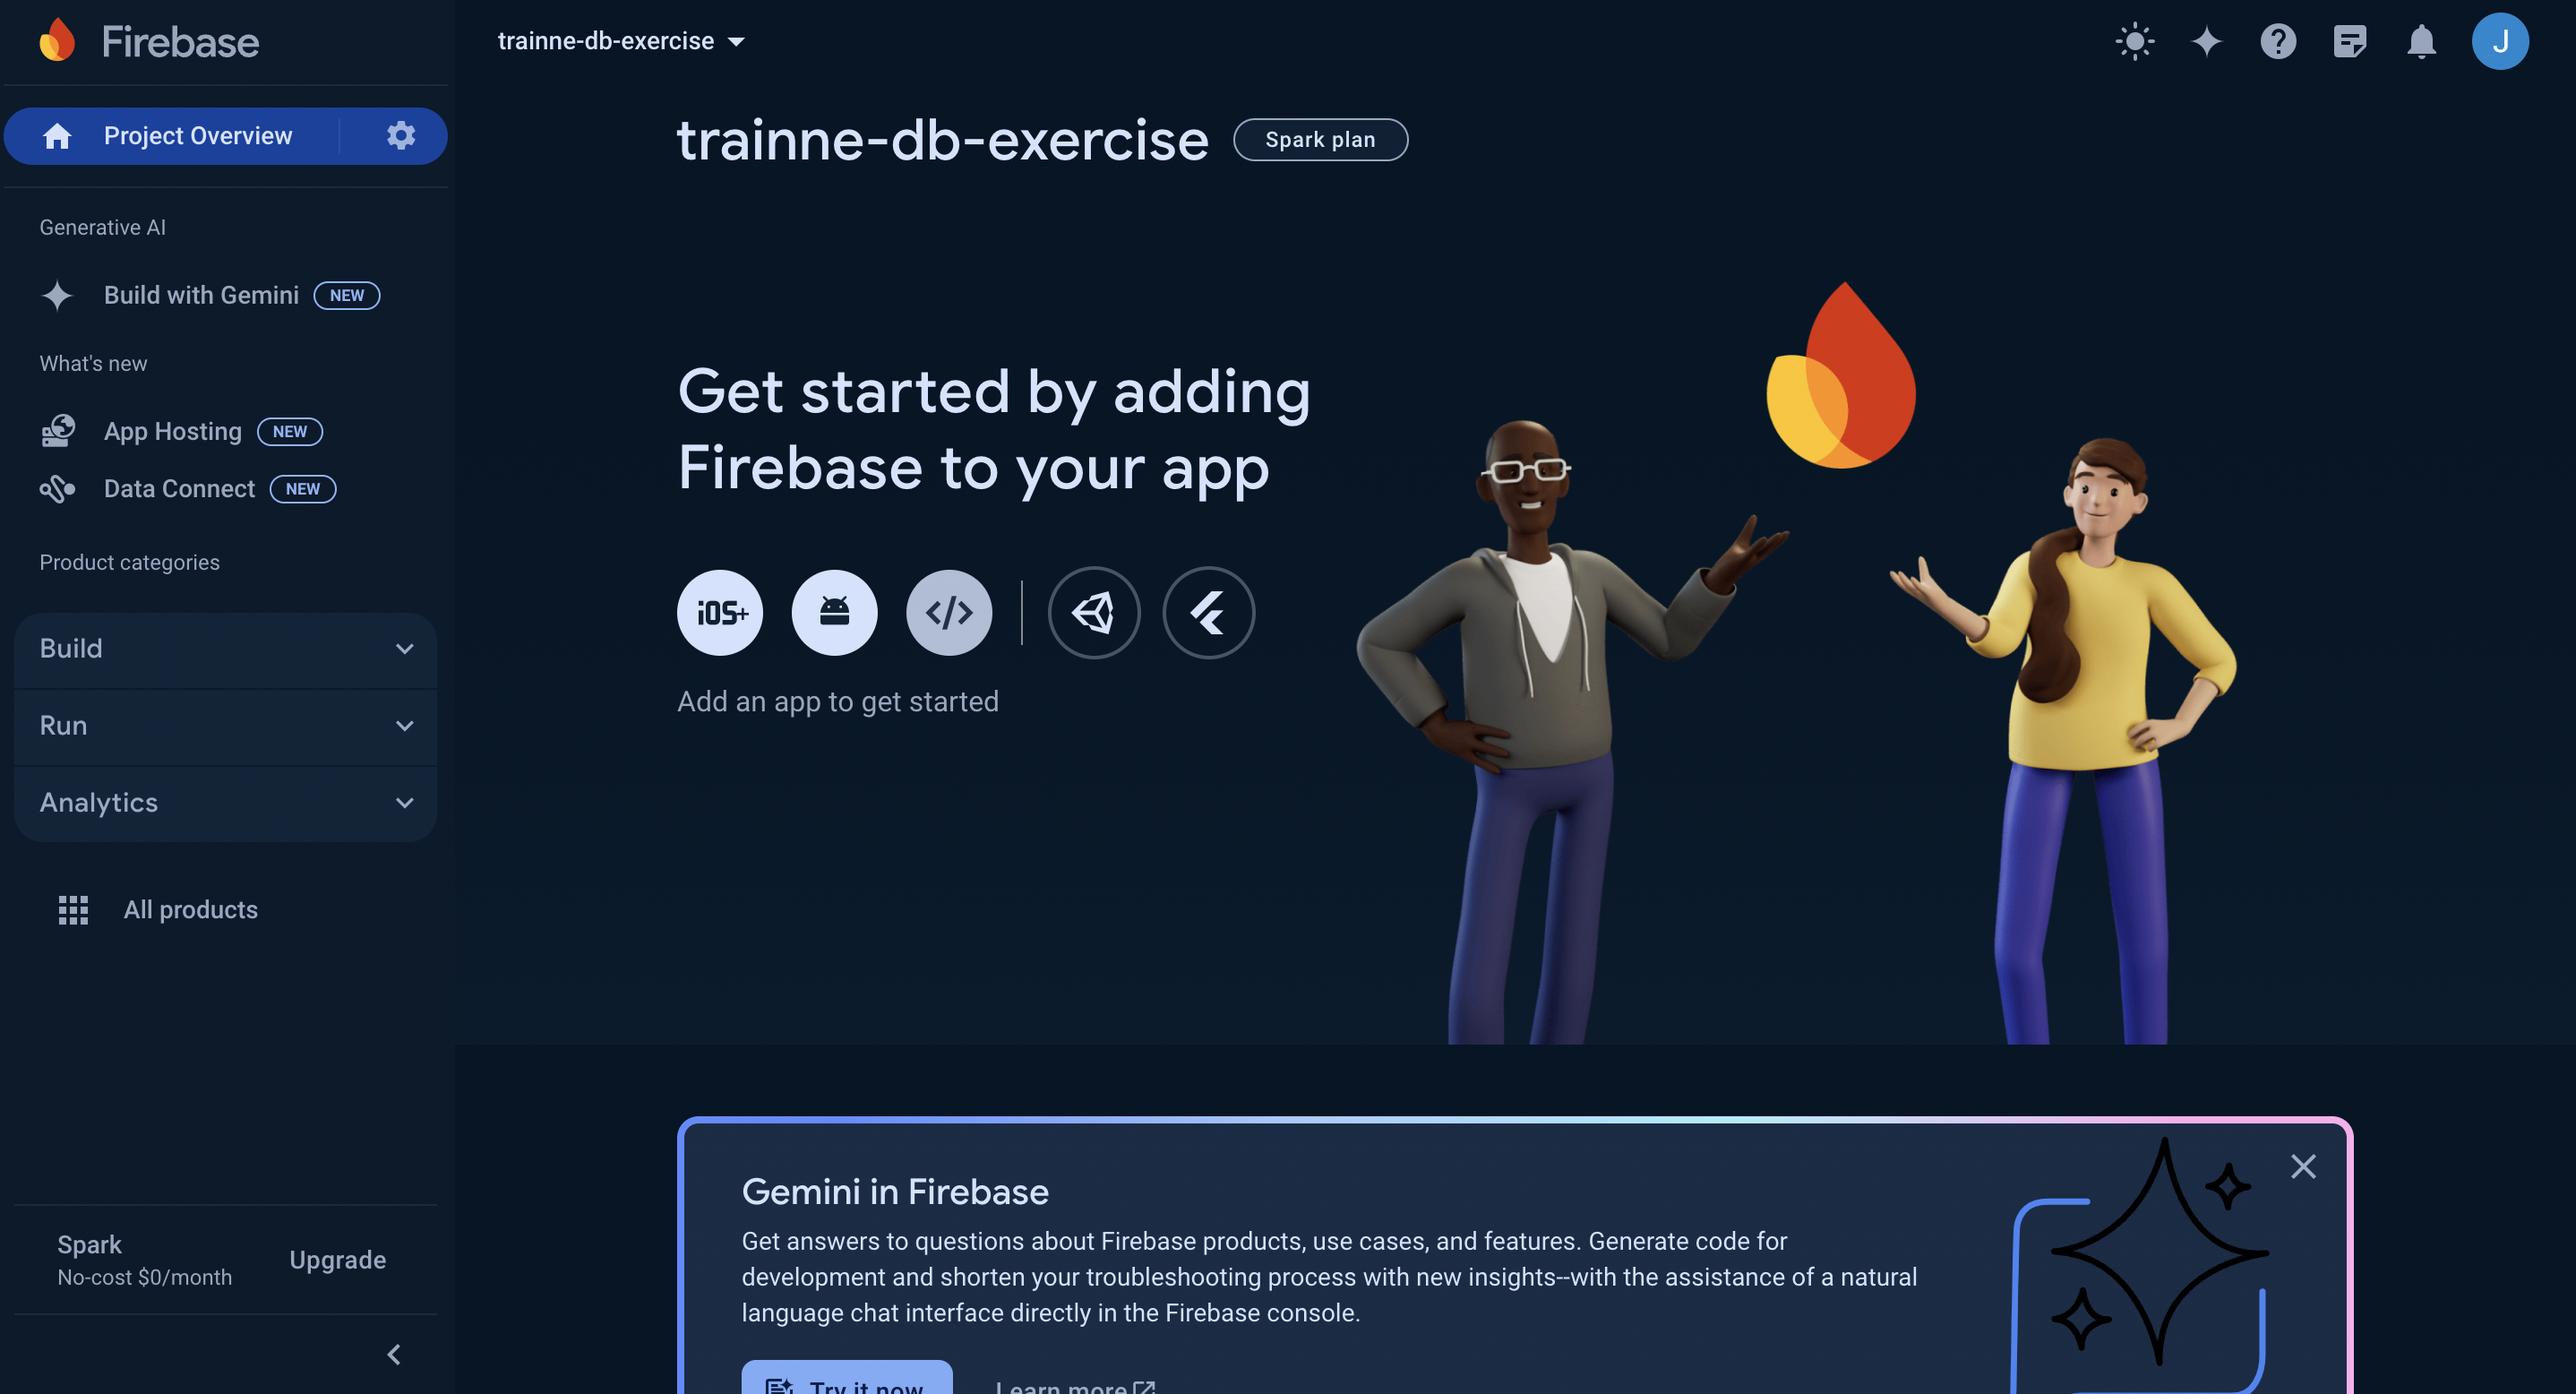 Firebase
trainne-db-exercise
J
Project Overview
trainne-db-exercise
Spark plan
Generative AI
Build with Gemini NEW
What's new
App Hosting NEW
Data Connect NEW
Product categories
Build
Run
Analytics
All products
Spark
No-cost $0/month
Upgrade
Get started by adding
Firebase to your app
iOS+
Add an app to get started
Gemini in Firebase
Get answers to questions about Firebase products, use cases, and features. Generate code for
development and shorten your troubleshooting process with new insights--with the assistance of a natural
language chat interface directly in the Firebase console.
Try it now
Learn more